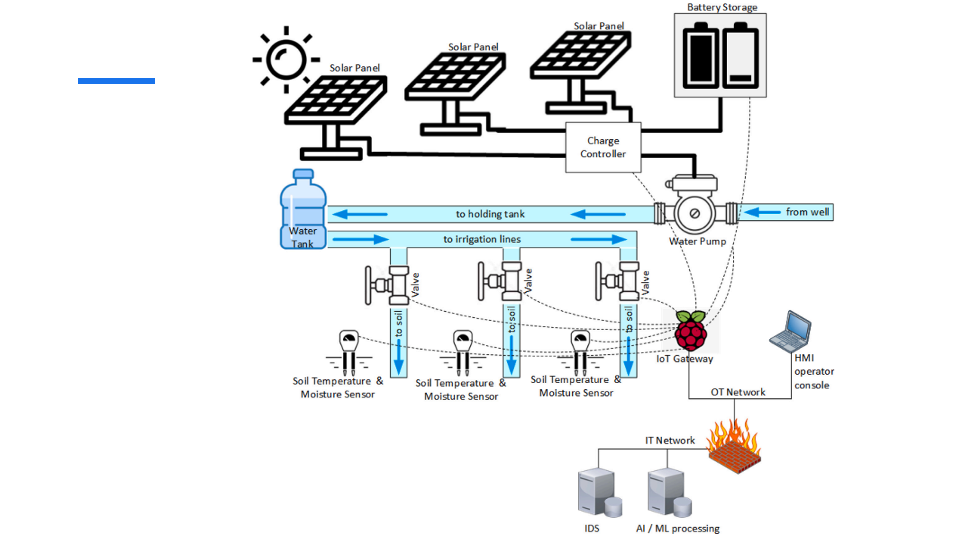 Battery Storage
Solar Panel
Solar Panel
Solar Panel
Charge
Controller
to holding tank
from well
Water
Tank
to irrigation lines
Water Pump
Valve
Valve
Valve
to soil
to soil
to soil
IoT Gateway
HMI
operator
console
Soil Temperature &
Moisture Sensor
Soil Temperature &
Moisture Sensor
Soil Temperature &
Moisture Sensor
OT Network
IT Network
IDS
AI / ML processing